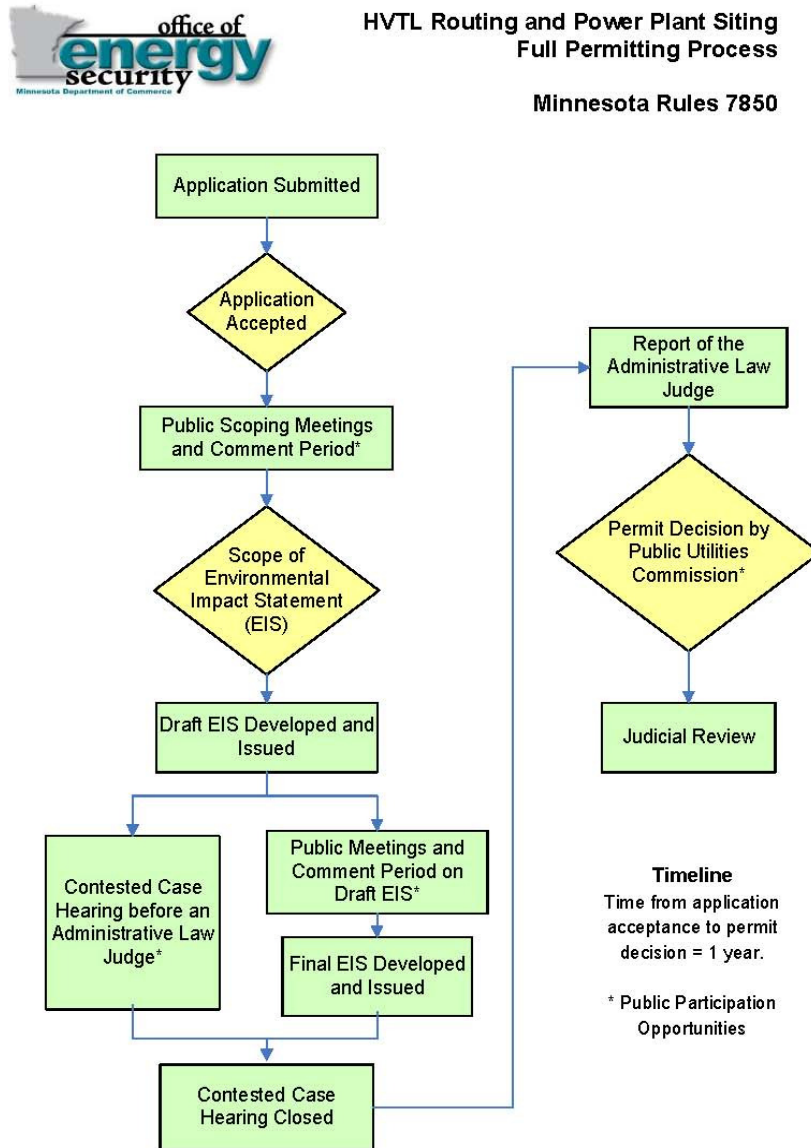 office of
energy
security
Minnesota Department of Commerce
HVTL Routing and Power Plant Siting
Full Permitting Process
Minnesota Rules 7850
Application Submitted
Application
Accepted
Public Scoping Meetings
and Comment Period*
Scope of
Environmental
Impact Statement
(EIS)
Draft EIS Developed and
Issued
Contested Case
Hearing before an
Administrative Law
Judge*
Public Meetings and
Comment Period on
Draft EIS*
Final EIS Developed
and Issued
Contested Case
Hearing Closed
Report of the
Administrative Law
Judge
Permit Decision by
Public Utilities
Commission*
Judicial Review
Timeline
Time from application
acceptance to permit
decision = 1 year.
* Public Participation
Opportunities